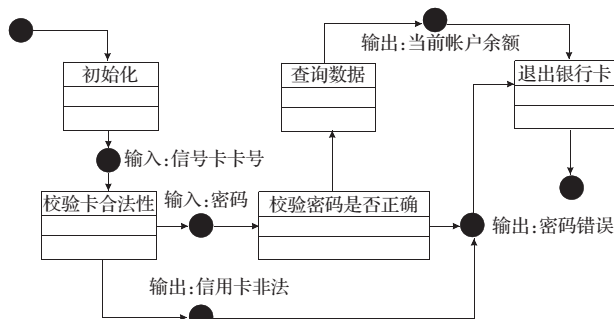 输出:当前帐户余额
初始化
查询数据
退出银行卡
输入:信号卡卡号
校验卡合法性
输入:密码
校验密码是否正确
输出:密码错误
输出:信用卡非法